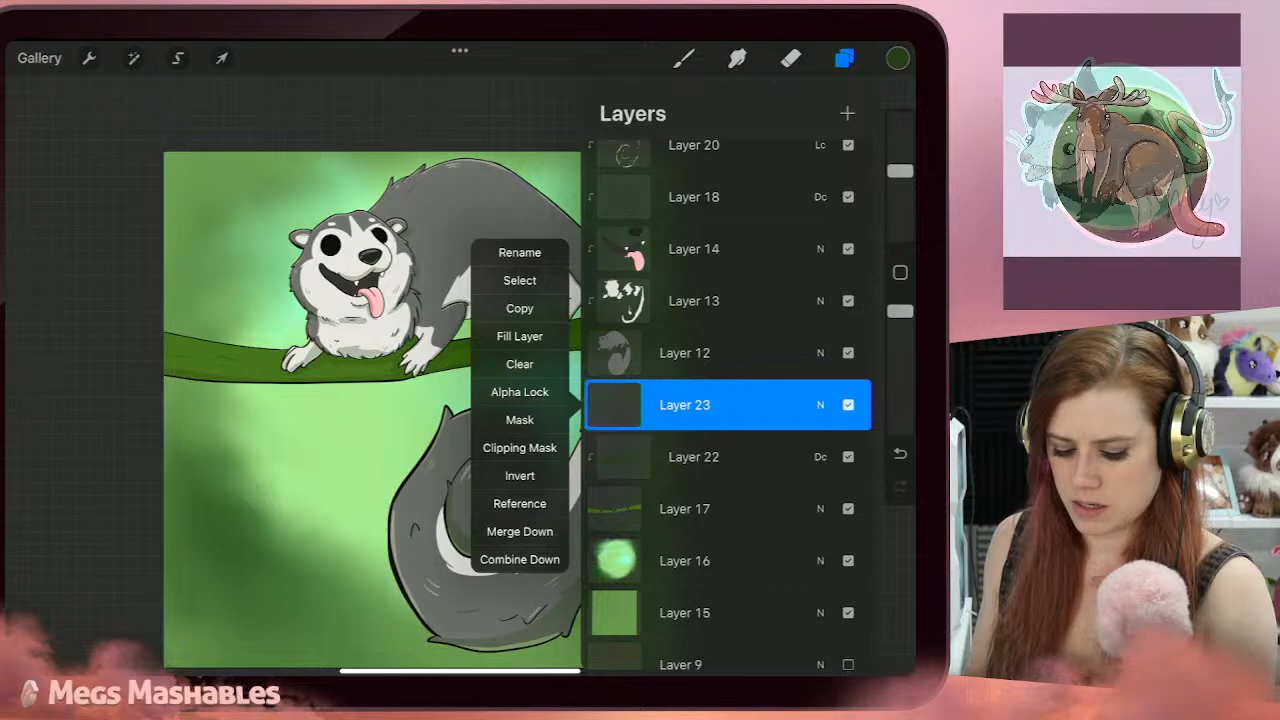 Gallery
Layers
Layer 20 Lc
Layer 18 Dc
Layer 14 N
Layer 13 N
Layer 12 N
Layer 23 N
Layer 22 Dc
Layer 17 N
Layer 16 N
Layer 15 N
Layer 9 N
Rename
Select
Copy
Fill Layer
Clear
Alpha Lock
Mask
Clipping Mask
Invert
Reference
Merge Down
Combine Down
Megs Mashables